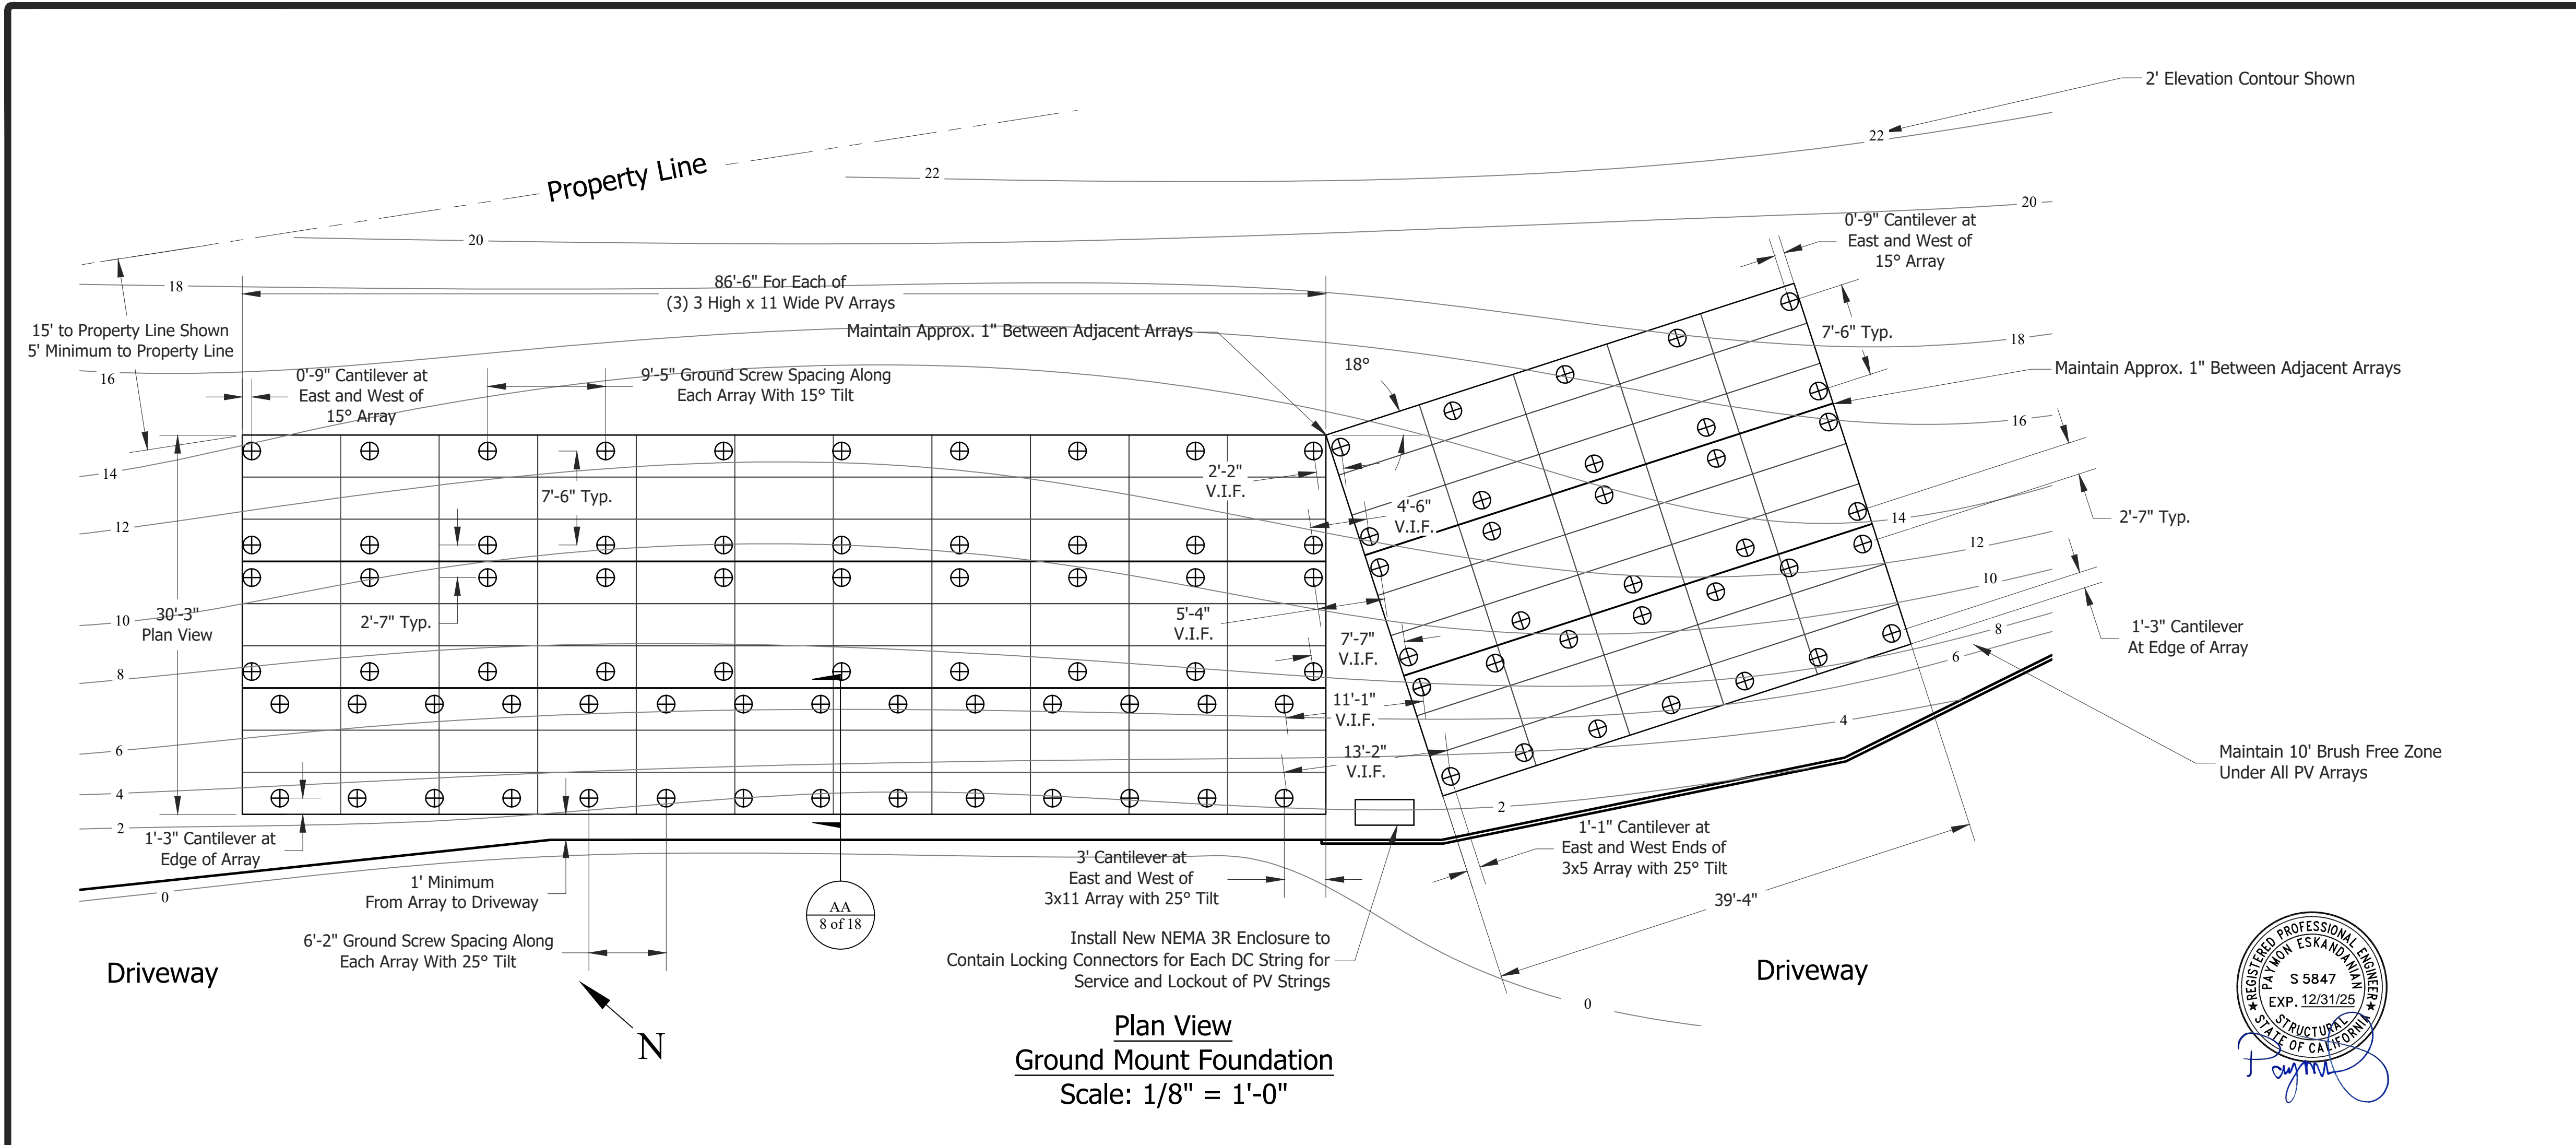 2' Elevation Contour Shown
22
22
Property Line
20
20
0'-9" Cantilever at
East and West of
15° Array
18
86'-6" For Each of
(3) 3 High x 11 Wide PV Arrays
15' to Property Line Shown
5' Minimum to Property Line
Maintain Approx. 1" Between Adjacent Arrays
7'-6" Typ.
18
16
0'-9" Cantilever at
East and West of
15° Array
9'-5" Ground Screw Spacing Along
Each Array With 15° Tilt
18°
Maintain Approx. 1" Between Adjacent Arrays
16
14
2'-2"
V.I.F.
7'-6" Typ.
4'-6"
V.I.F.
14
2'-7" Typ.
12
12
10
30'-3"
Plan View
2'-7" Typ.
5'-4"
V.I.F.
10
8
1'-3" Cantilever
At Edge of Array
7'-7"
V.I.F.
6
8
11'-1"
V.I.F.
4
6
13'-2"
V.I.F.
Maintain 10' Brush Free Zone
Under All PV Arrays
4
2
2
1'-3" Cantilever at
Edge of Array
1'-1" Cantilever at
East and West Ends of
3x5 Array with 25° Tilt
1' Minimum
From Array to Driveway
3' Cantilever at
East and West of
3x11 Array with 25° Tilt
0
39'-4"
AA
8 of 18
6'-2" Ground Screw Spacing Along
Each Array With 25° Tilt
Install New NEMA 3R Enclosure to
Contain Locking Connectors for Each DC String for
Service and Lockout of PV Strings
Driveway
Driveway
0
N
Plan View
Ground Mount Foundation
Scale: 1/8" = 1'-0"
REGISTERED PROFESSIONAL ENGINEER
PAYMON ESKANDANIAN
S 5847
EXP. 12/31/25
STRUCTURAL
STATE OF CALIFORNIA